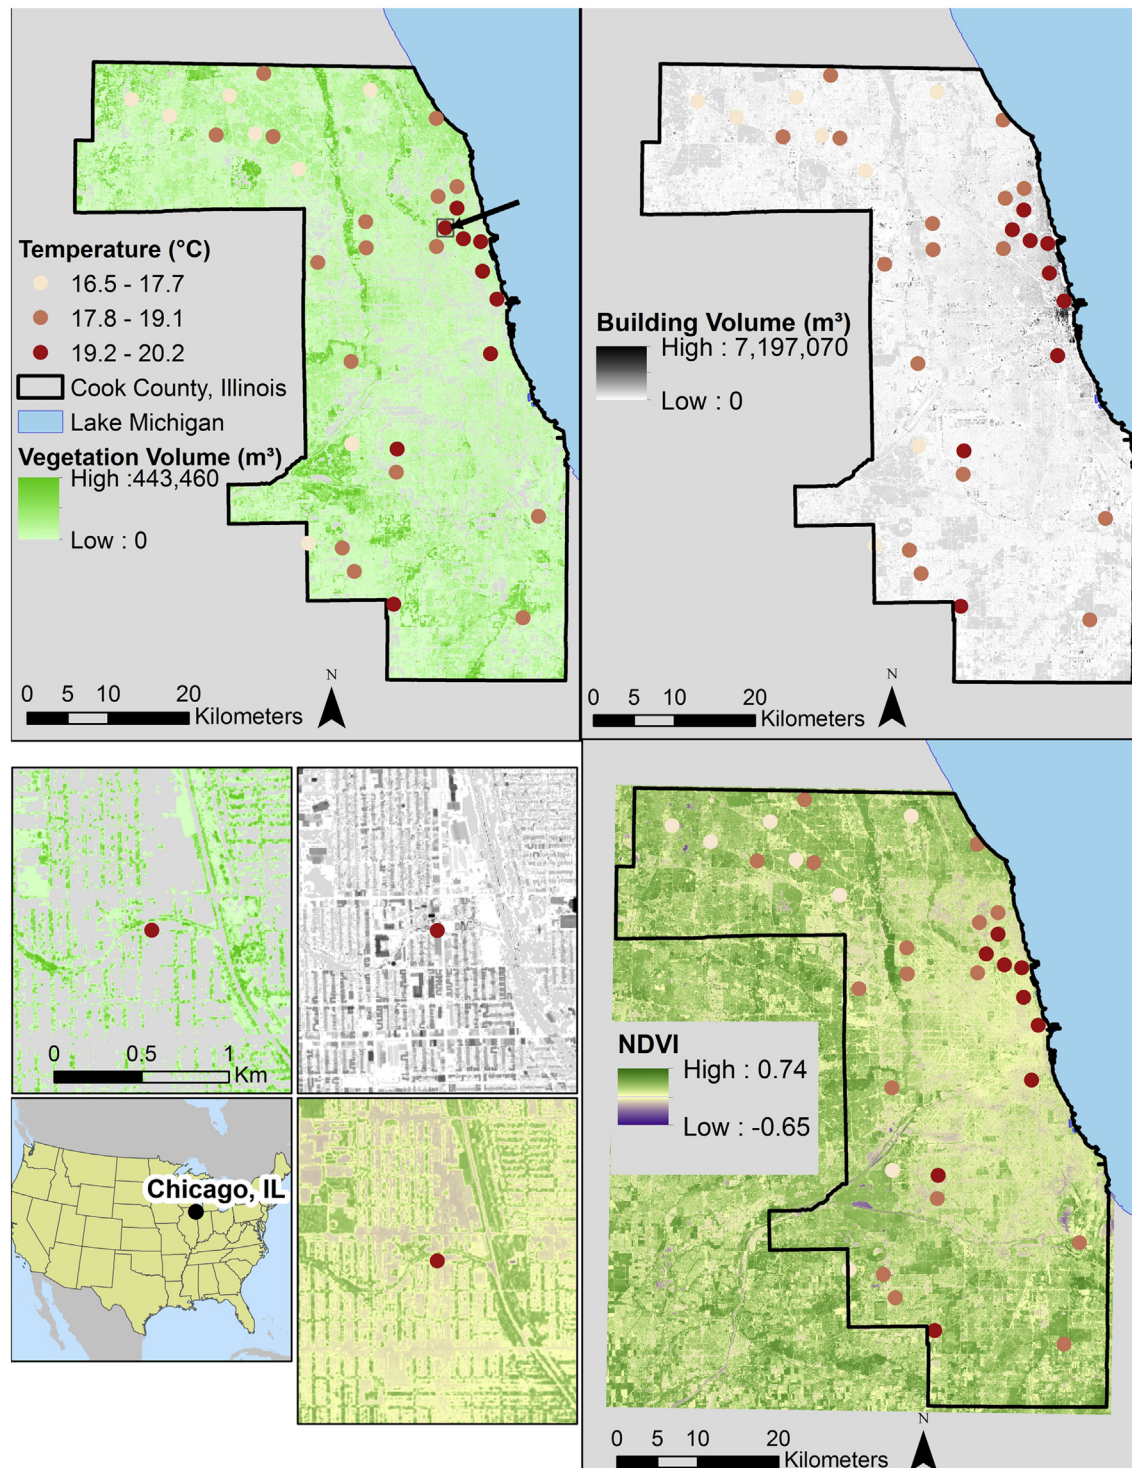 Temperature (°C)
16.5 - 17.7
17.8 - 19.1
19.2 - 20.2
Cook County, Illinois
Lake Michigan
Vegetation Volume (m³)
High :443,460
Low : 0
N
0 5 10 20
Kilometers
Building Volume (m³)
High : 7,197,070
Low : 0
N
0 5 10 20
Kilometers
0 0.5 1
Km
Chicago, IL
NDVI
High : 0.74
Low : -0.65
N
0 5 10 20
Kilometers